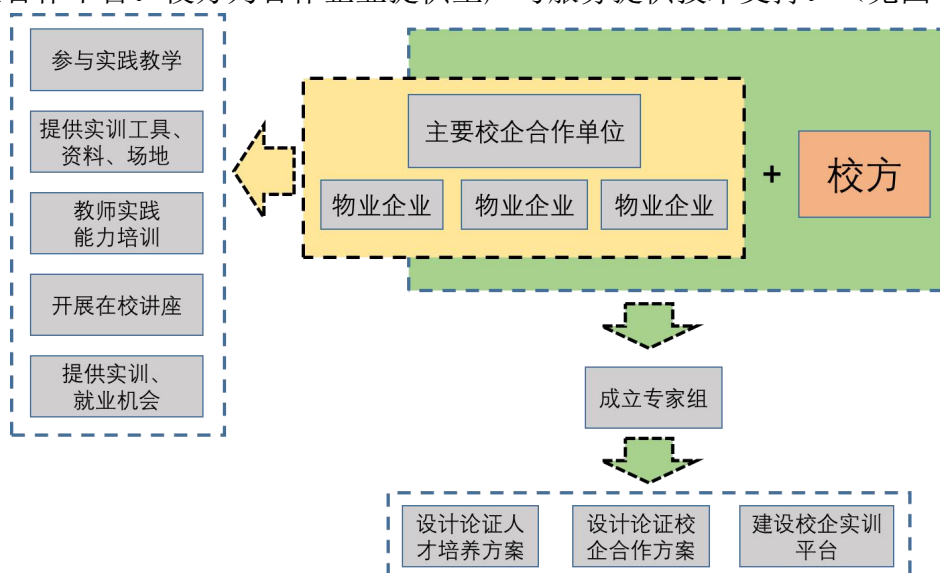 参与实践教学
提供实训工具、
资料、场地
教师实践
能力培训
开展在校讲座
提供实训、
就业机会
主要校企合作单位
物业企业 物业企业 物业企业
+
校方
成立专家组
设计论证人
才培养方案
设计论证校
企合作方案
建设校企实训
平台